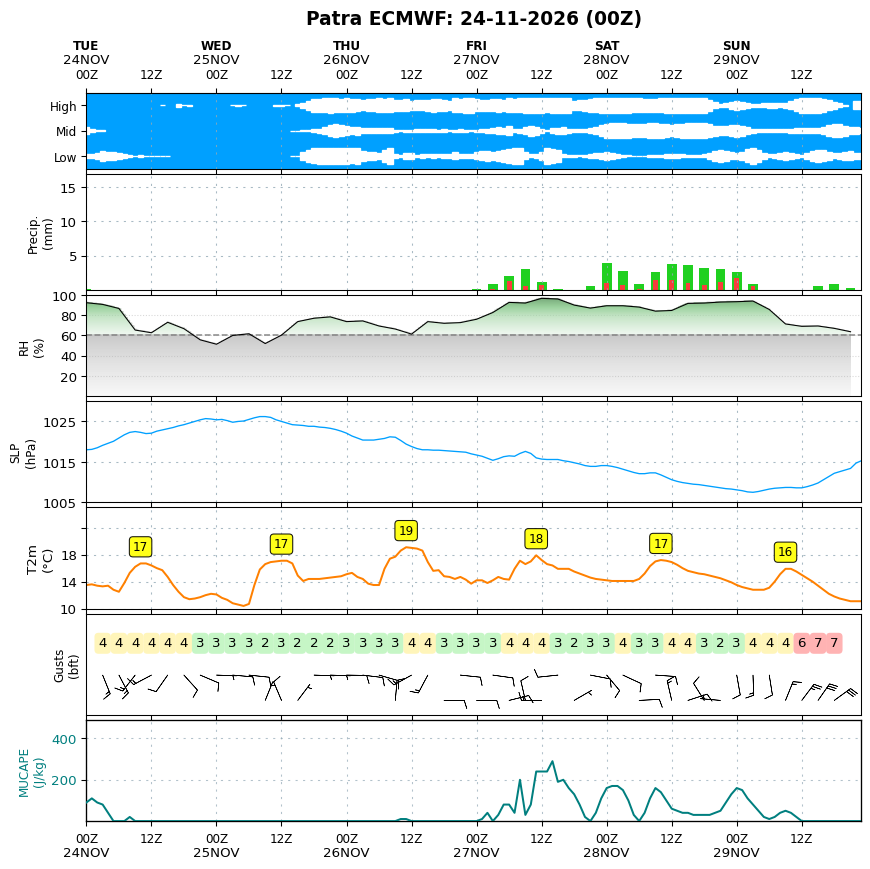 Patra ECMWF: 24-11-2026 (00Z)
TUE WED THU FRI SAT SUN
24NOV 25NOV 26NOV 27NOV 28NOV 29NOV
00Z 12Z 00Z 12Z 00Z 12Z 00Z 12Z 00Z 12Z 00Z 12Z
High
Mid
Low
Precip.
(mm)
15
10
5
RH
(%)
100
80
60
40
20
SLP
(hPa)
1025
1015
1005
T2m
(°C)
18
14
10
17 17 19 18 17 16
Gusts
(bft)
4 4 4 4 4 4 3 3 3 3 2 3 2 2 2 3 3 3 3 4 4 3 3 3 3 4 4 4 3 2 3 3 4 3 3 4 4 3 2 3 4 4 4 6 7 7
MUCAPE
(J/kg)
400
200
00Z 12Z 00Z 12Z 00Z 12Z 00Z 12Z 00Z 12Z 00Z 12Z
24NOV 25NOV 26NOV 27NOV 28NOV 29NOV